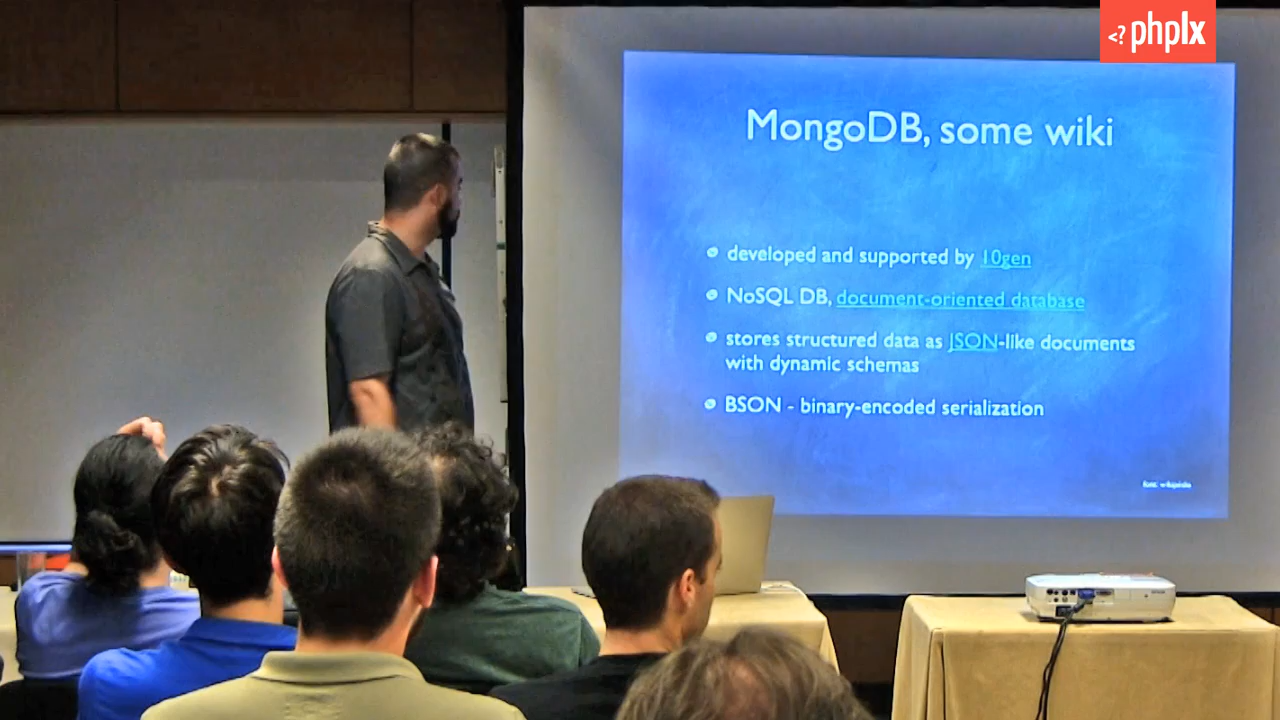 <? phplx
MongoDB, some wiki
developed and supported by 10gen
NoSQL DB, document-oriented database
stores structured data as JSON-like documents
with dynamic schemas
BSON - binary-encoded serialization